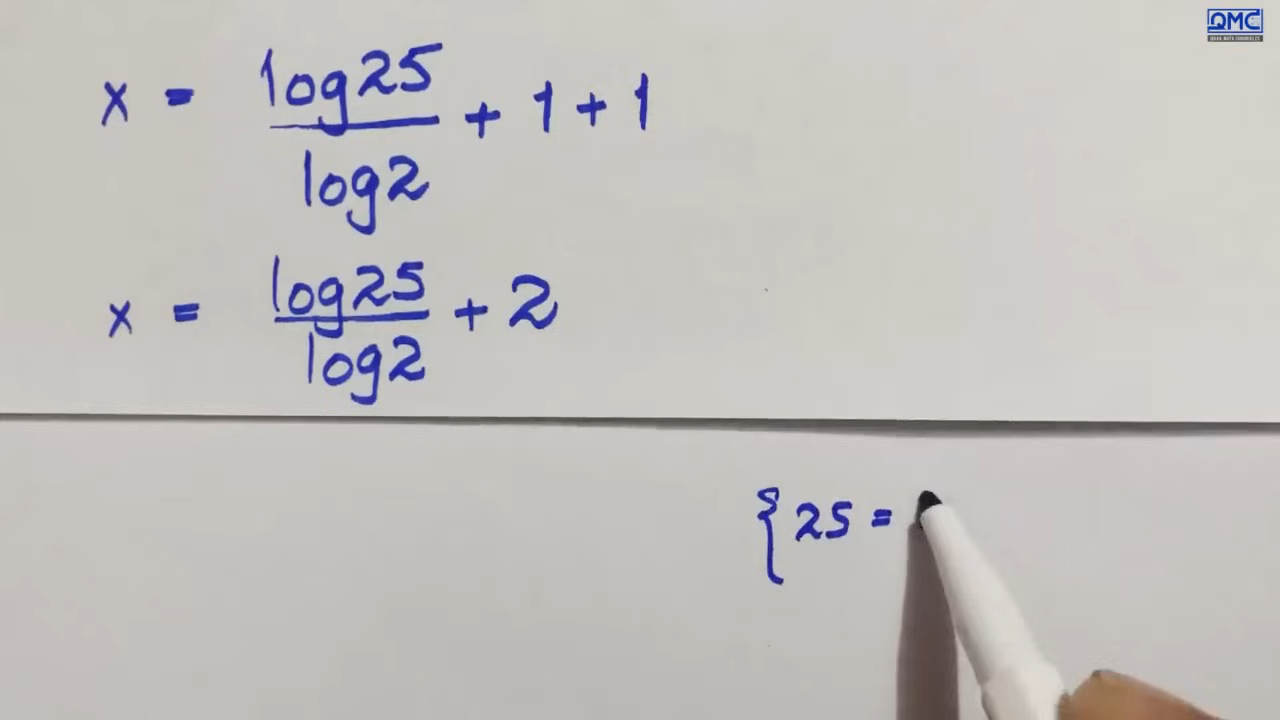 QMC
x = log25/log2 + 1 + 1
x = log25/log2 + 2
{ 25 =